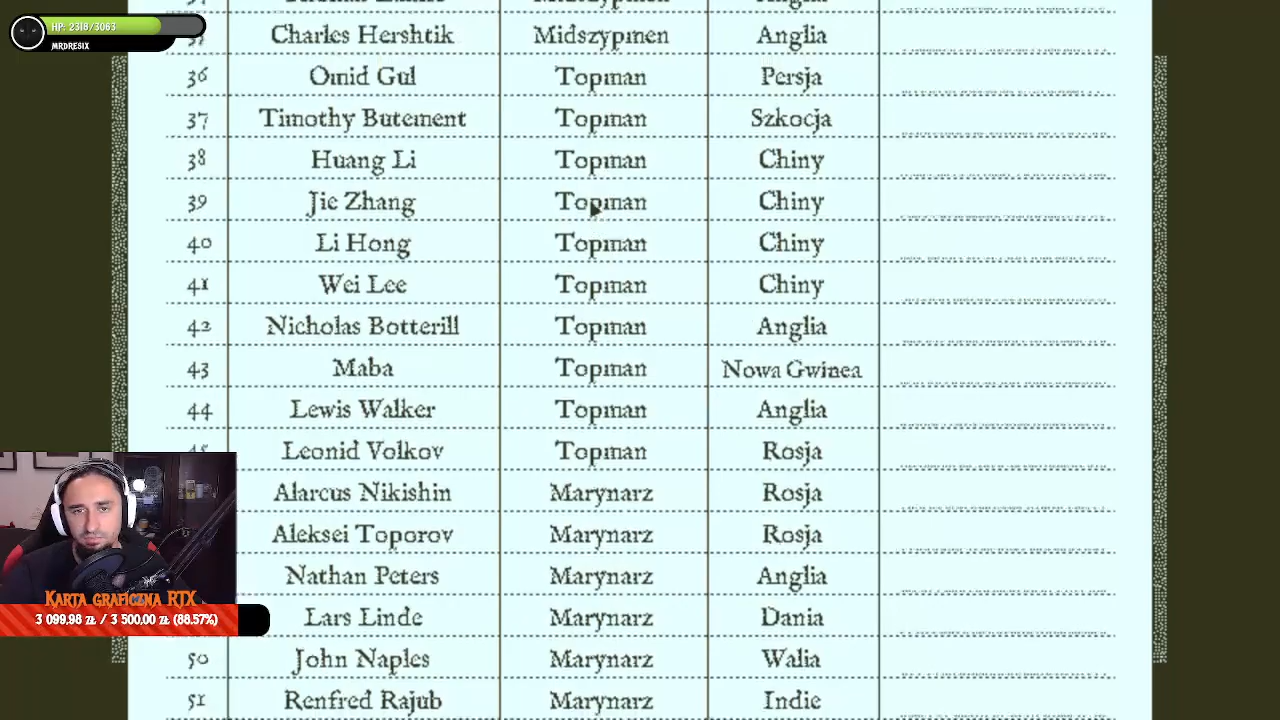 HP: 2318/3063
MRDRESIX
Charles Hershtik Midszypmen Anglia
36 Omid Gul Topman Persja
37 Timothy Butement Topman Szkocja
38 Huang Li Topman Chiny
39 Jie Zhang Topman Chiny
40 Li Hong Topman Chiny
41 Wei Lee Topman Chiny
42 Nicholas Botterill Topman Anglia
43 Maba Topman Nowa Gwinea
44 Lewis Walker Topman Anglia
45 Leonid Volkov Topman Rosja
Alarcus Nikishin Marynarz Rosja
Aleksei Toporov Marynarz Rosja
Nathan Peters Marynarz Anglia
Lars Linde Marynarz Dania
50 John Naples Marynarz Walia
51 Renfred Rajub Marynarz Indie
Karta graficzna RTX
3 099,98 zł / 3 500,00 zł (88.57%)